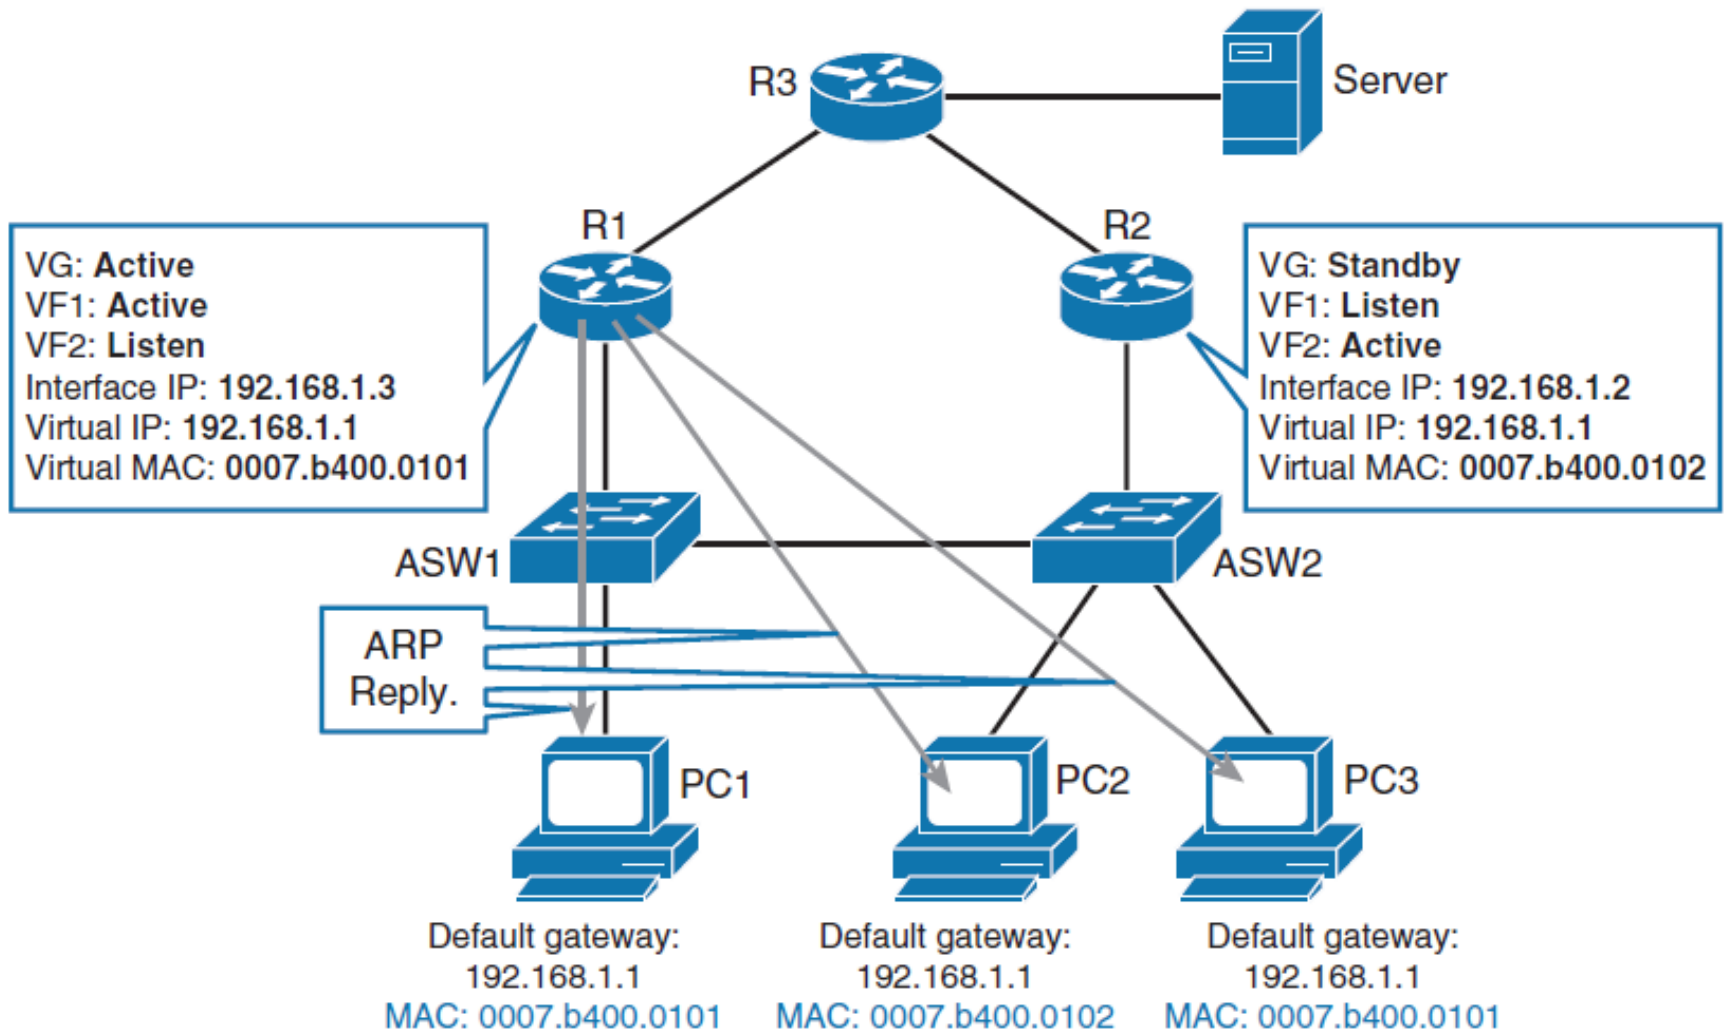 R3
Server
R1
R2
VG: Active
VF1: Active
VF2: Listen
Interface IP: 192.168.1.3
Virtual IP: 192.168.1.1
Virtual MAC: 0007.b400.0101
VG: Standby
VF1: Listen
VF2: Active
Interface IP: 192.168.1.2
Virtual IP: 192.168.1.1
Virtual MAC: 0007.b400.0102
ASW1
ASW2
ARP
Reply.
PC1
PC2
PC3
Default gateway:
192.168.1.1
MAC: 0007.b400.0101
Default gateway:
192.168.1.1
MAC: 0007.b400.0102
Default gateway:
192.168.1.1
MAC: 0007.b400.0101